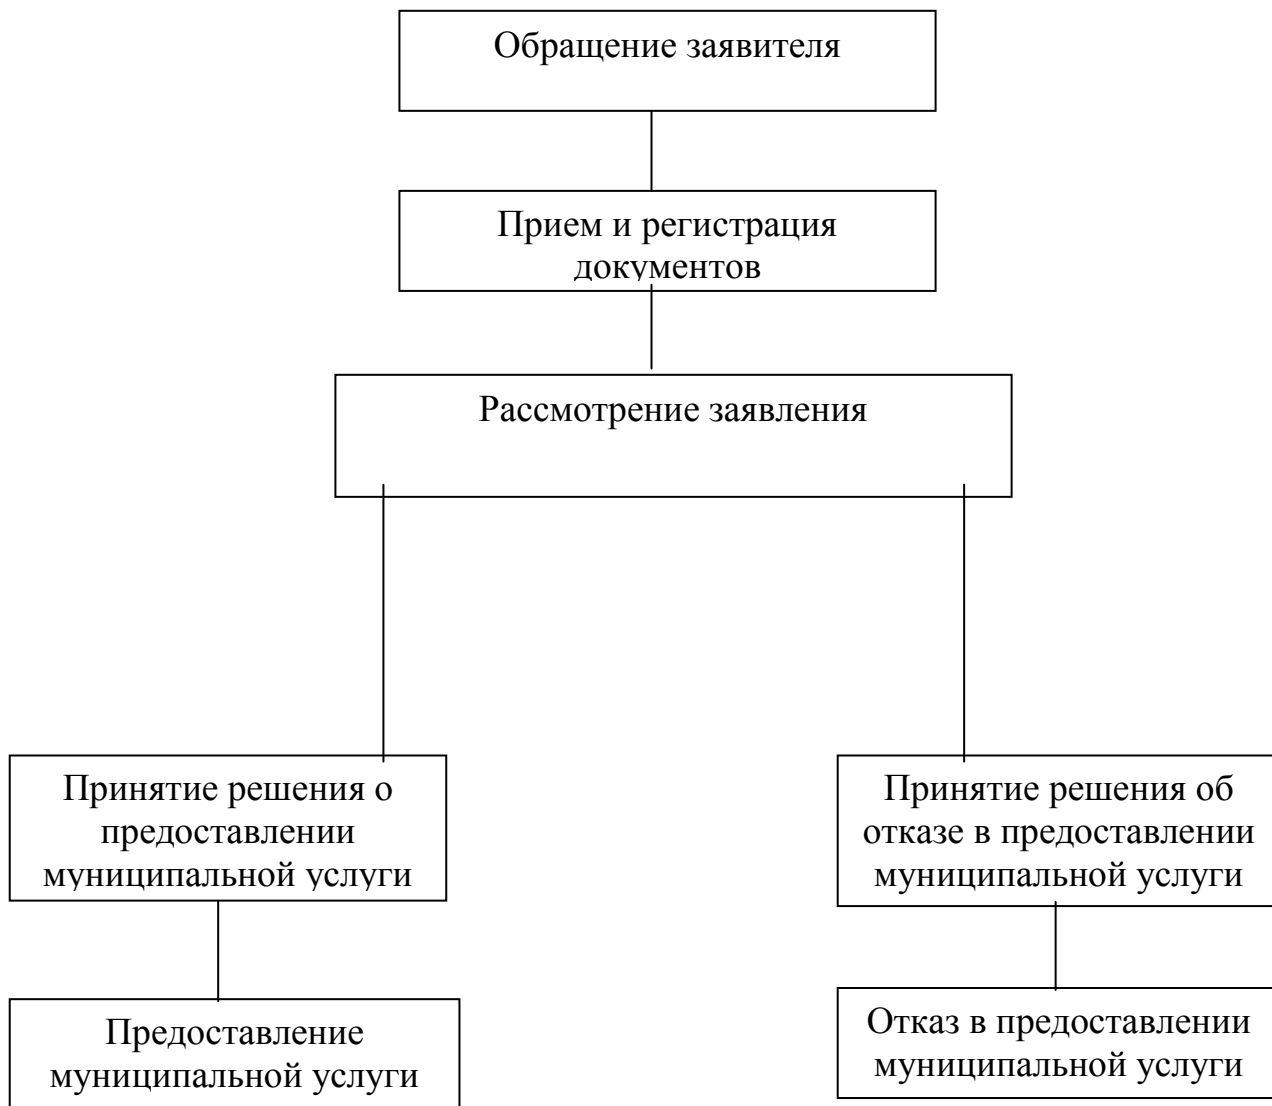 Обращение заявителя
Прием и регистрация
документов
Рассмотрение заявления
Принятие решения о
предоставлении
муниципальной услуги
Принятие решения об
отказе в предоставлении
муниципальной услуги
Предоставление
муниципальной услуги
Отказ в предоставлении
муниципальной услуги